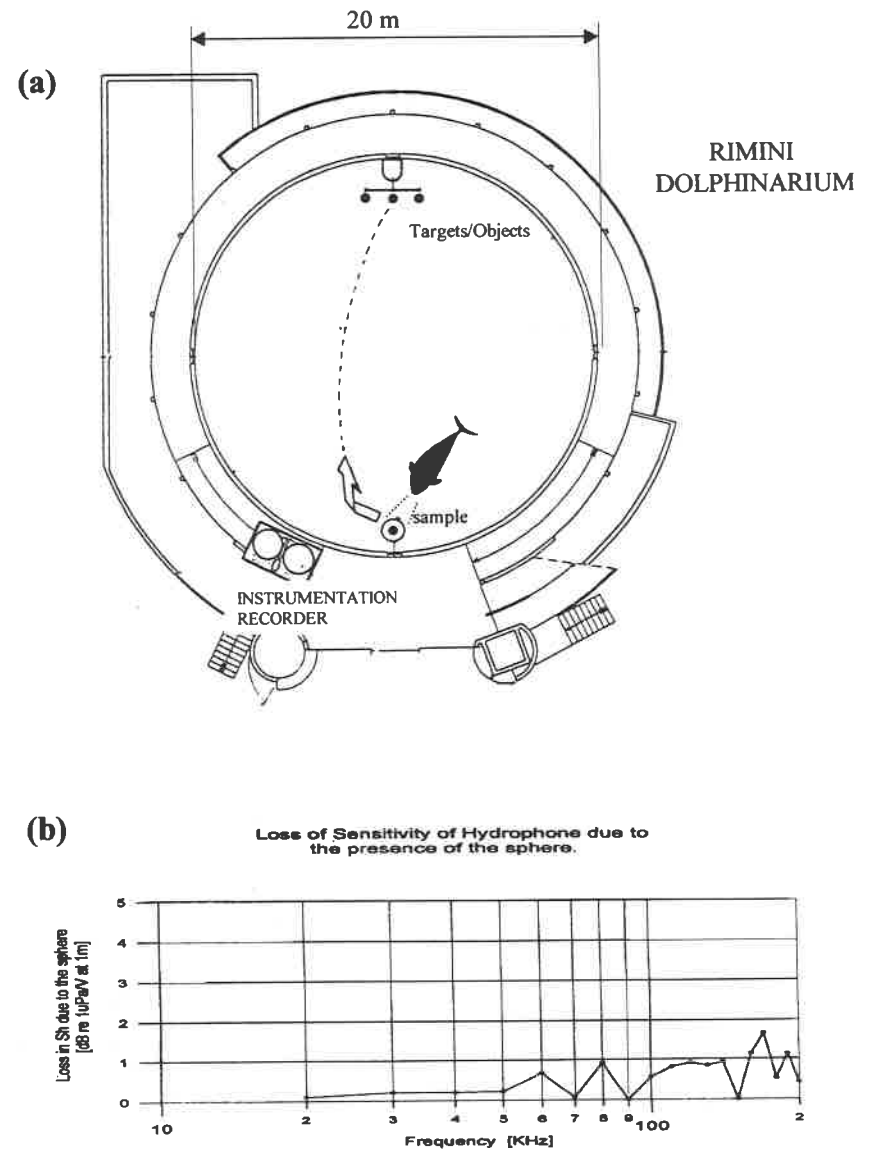 20 m
(a)
RIMINI
DOLPHINARIUM
Targets/Objects
sample
INSTRUMENTATION
RECORDER
(b)
Loss of Sensitivity of Hydrophone due to
the presence of the sphere.
Loss in Sh due to the sphere
[dB re 1uPa/V at 1m]
5
4
3
2
1
0
10 2 3 4 5 6 7 8 9 100 2
Frequency [KHz]